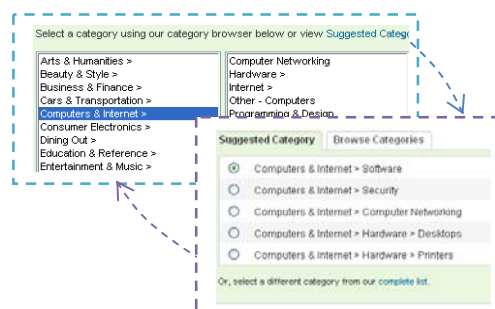 Select a category using our category browser below or view Suggested Categ
Arts & Humanities >
Beauty & Style >
Business & Finance >
Cars & Transportation >
Computers & Internet >
Consumer Electronics >
Dining Out >
Education & Reference >
Entertainment & Music >
Computer Networking
Hardware >
Internet >
Other - Computers
Programming & Design
Suggested Category
Browse Categories
Computers & Internet > Software
Computers & Internet > Security
Computers & Internet > Computer Networking
Computers & Internet > Hardware > Desktops
Computers & Internet > Hardware > Printers
Or, select a different category from our complete list.